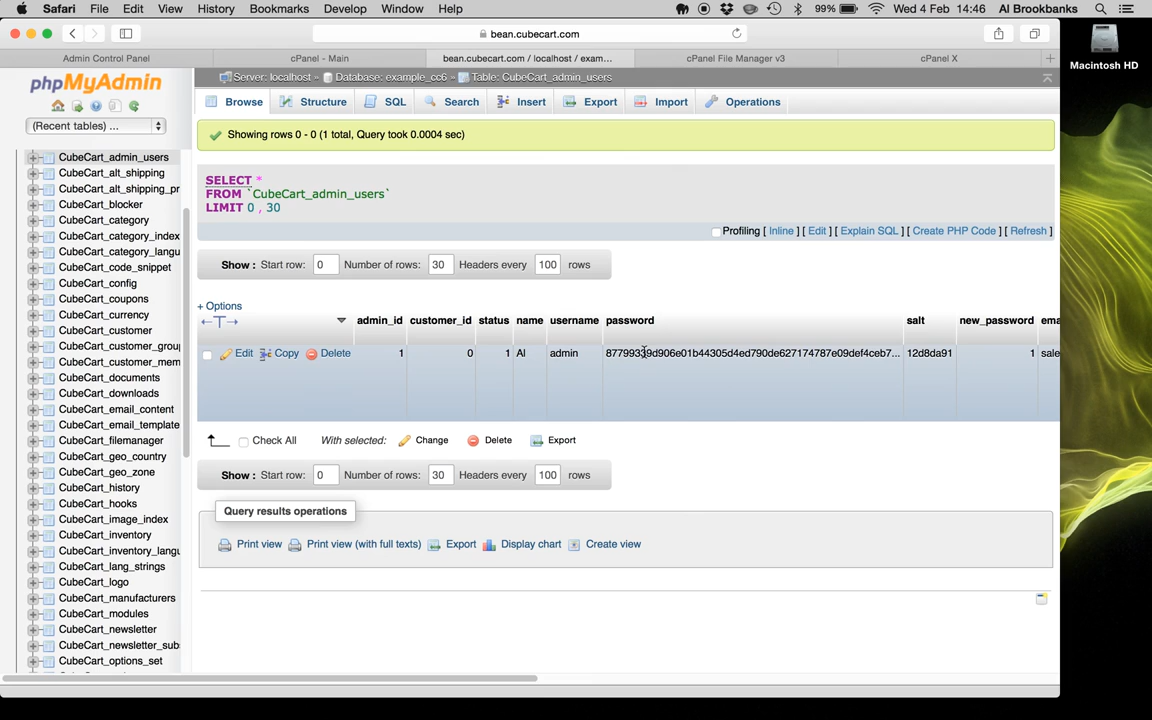 Safari File Edit View History Bookmarks Develop Window Help 99% Wed 4 Feb 14:46 Al Brookbanks
bean.cubecart.com
Admin Control Panel cPanel - Main bean.cubecart.com / localhost / exam... cPanel File Manager v3 cPanel X
Macintosh HD
phpMyAdmin
(Recent tables) ...
CubeCart_admin_users
CubeCart_alt_shipping
CubeCart_alt_shipping_pr
CubeCart_blocker
CubeCart_category
CubeCart_category_index
CubeCart_category_langu
CubeCart_code_snippet
CubeCart_config
CubeCart_coupons
CubeCart_currency
CubeCart_customer
CubeCart_customer_grou
CubeCart_customer_mem
CubeCart_documents
CubeCart_downloads
CubeCart_email_content
CubeCart_email_template
CubeCart_filemanager
CubeCart_geo_country
CubeCart_geo_zone
CubeCart_history
CubeCart_hooks
CubeCart_image_index
CubeCart_inventory
CubeCart_inventory_langu
CubeCart_lang_strings
CubeCart_logo
CubeCart_manufacturers
CubeCart_modules
CubeCart_newsletter
CubeCart_newsletter_sub
CubeCart_options_set
Server: localhost » Database: example_cc6 » Table: CubeCart_admin_users
Browse Structure SQL Search Insert Export Import Operations
Showing rows 0 - 0 (1 total, Query took 0.0004 sec)
SELECT *
FROM `CubeCart_admin_users`
LIMIT 0 , 30
Profiling [ Inline ] [ Edit ] [ Explain SQL ] [ Create PHP Code ] [ Refresh ]
Show : Start row: 0 Number of rows: 30 Headers every 100 rows
+ Options
←T→ admin_id customer_id status name username password salt new_password ema
Edit Copy Delete 1 0 1 Al admin 12d8da91 1 sale
Check All With selected: Change Delete Export
Show : Start row: 0 Number of rows: 30 Headers every 100 rows
Query results operations
Print view Print view (with full texts) Export Display chart Create view